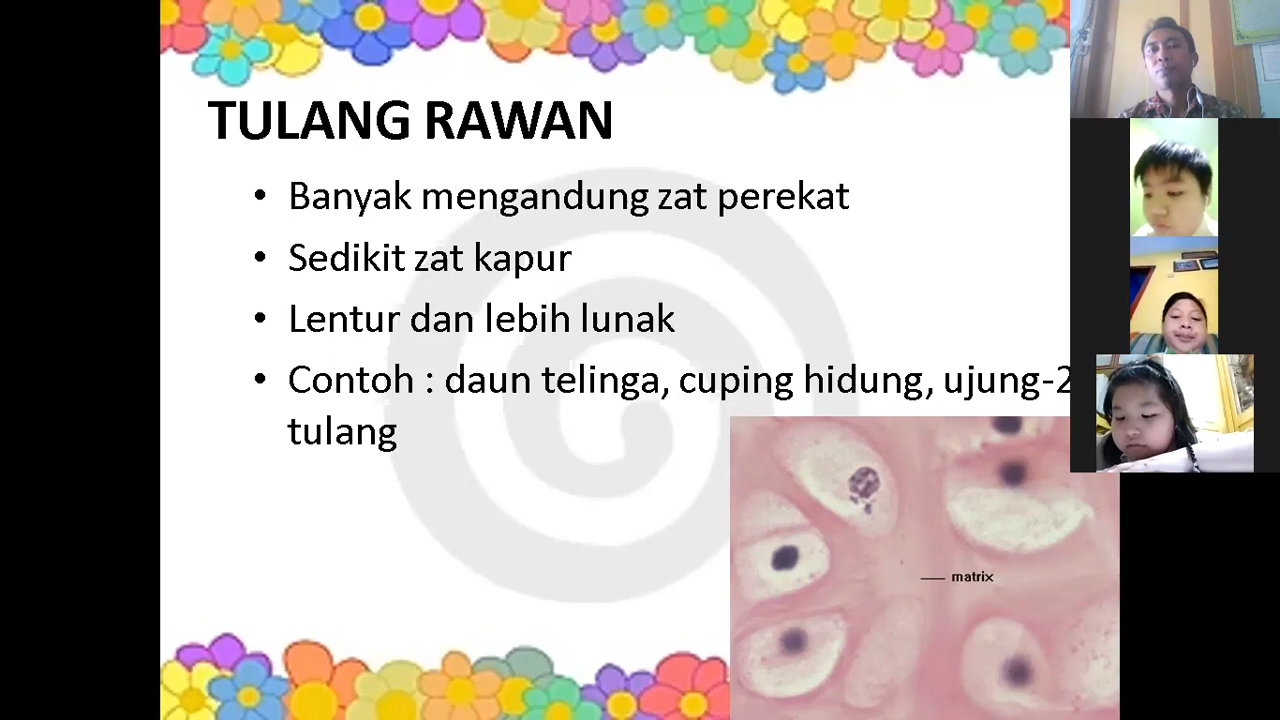 TULANG RAWAN
• Banyak mengandung zat perekat
• Sedikit zat kapur
• Lentur dan lebih lunak
• Contoh : daun telinga, cuping hidung, ujung-2
tulang
matrix